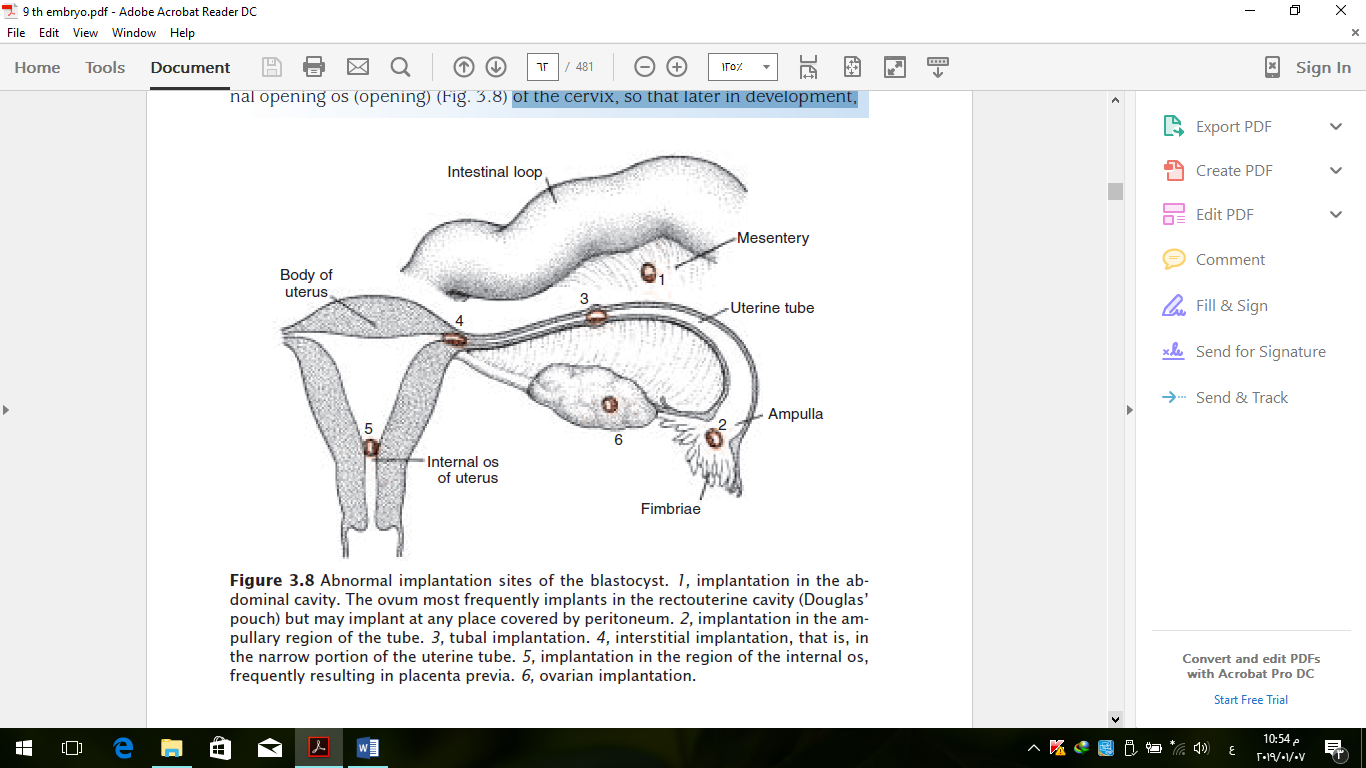 9 th embryo.pdf - Adobe Acrobat Reader DC
File Edit View Window Help
Home Tools Document ٦٢ / 481 ١٢٥٪ Sign In
nal opening os (opening) (Fig. 3.8) of the cervix, so that later in development,
Intestinal loop
Mesentery
1
Body of
uterus
3
Uterine tube
4
Ampulla
2
5
6
Internal os
of uterus
Fimbriae
Figure 3.8 Abnormal implantation sites of the blastocyst. 1, implantation in the ab-
dominal cavity. The ovum most frequently implants in the rectouterine cavity (Douglas’
pouch) but may implant at any place covered by peritoneum. 2, implantation in the am-
pullary region of the tube. 3, tubal implantation. 4, interstitial implantation, that is, in
the narrow portion of the uterine tube. 5, implantation in the region of the internal os,
frequently resulting in placenta previa. 6, ovarian implantation.
Export PDF
Create PDF
Edit PDF
Comment
Fill & Sign
Send for Signature
Send & Track
Convert and edit PDFs
with Acrobat Pro DC
Start Free Trial
ع
10:54 م
٢٠١٩/٠١/٠٧
٣